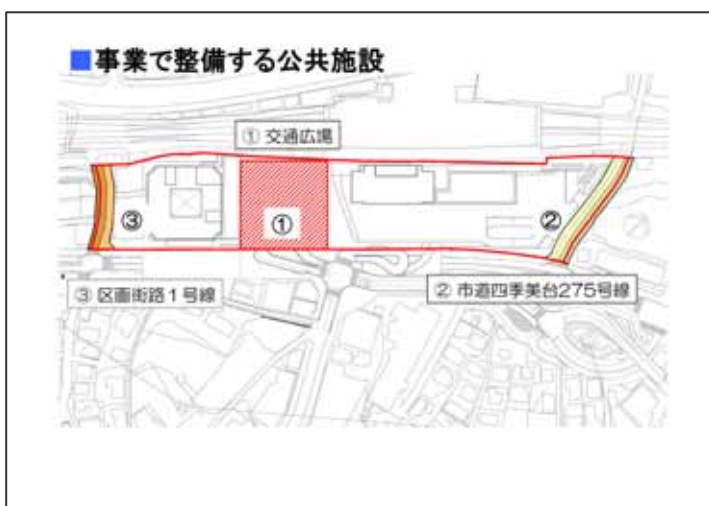 ■事業で整備する公共施設
① 交通広場
③
①
②
③ 区画街路1号線
② 市道四季美台275号線